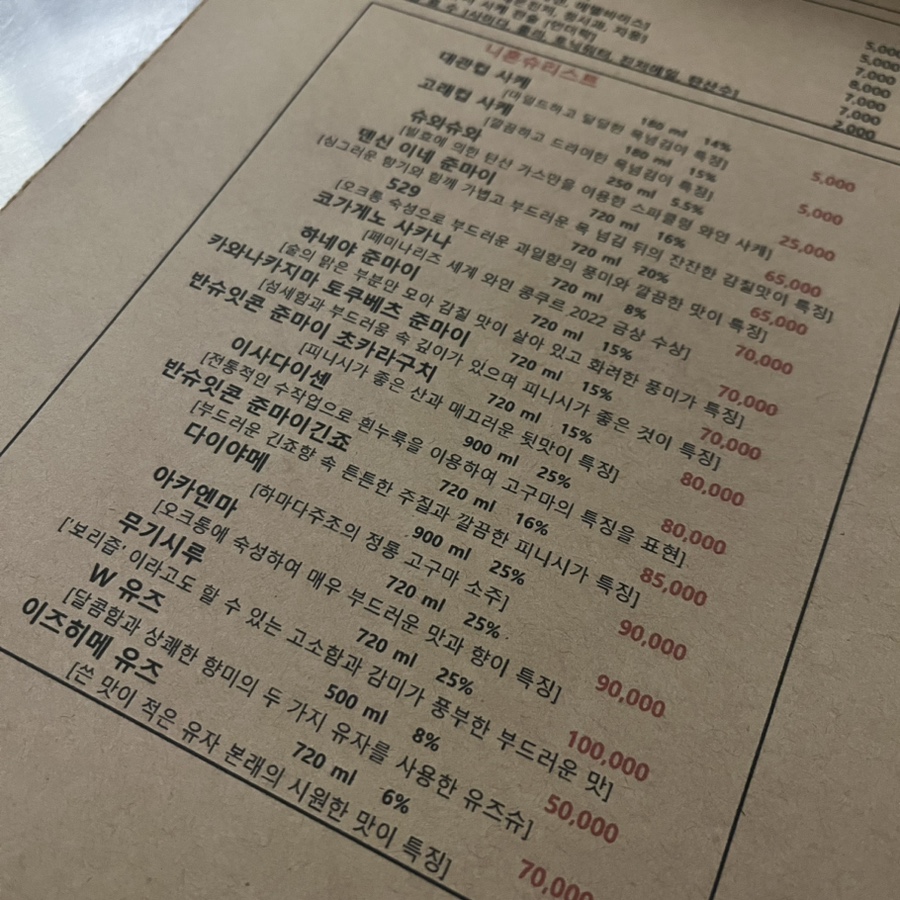 5,000
5,000
7,000
8,000
7,000
7,000
2,000
니혼슈리스트
대관컵 사케 180 ml 14% 5,000
[마일드하고 달달한 목넘김이 특징]
고래컵 사케 180 ml 15% 5,000
[깔끔하고 드라이한 목넘김이 특징]
슈와슈와 250 ml 5.5% 25,000
[발효에 의한 탄산 가스만을 이용한 스파클링 와인 사케]
텐신 이네 준마이 720 ml 16% 65,000
[싱그러운 향기와 함께 가볍고 부드러운 목 넘김 뒤의 잔잔한 감칠맛이 특징]
529 720 ml 20% 65,000
[오크통 숙성으로 부드러운 과일향의 풍미와 깔끔한 맛이 특징]
코가게노 사카나 720 ml 8% 70,000
[페미나리즈 세계 와인 콩쿠르 2022 금상 수상]
하네야 준마이 720 ml 15% 70,000
[술의 맑은 부분만 모아 감칠 맛이 살아 있고 화려한 풍미가 특징]
카와나카지마 토쿠베츠 준마이 720 ml 15% 70,000
[섬세함과 부드러움 속 깊이가 있으며 피니시가 좋은 것이 특징]
반슈잇콘 준마이 초카라구치 720 ml 15% 80,000
[피니시가 좋은 산과 매끄러운 뒷맛이 특징]
이사다이센 900 ml 25% 80,000
[전통적인 수작업으로 흰누룩을 이용하여 고구마의 특징을 표현]
반슈잇콘 준마이긴죠 720 ml 16% 85,000
[부드러운 긴죠향 속 튼튼한 주질과 깔끔한 피니시가 특징]
다이야메 900 ml 25% 90,000
[하마다주조의 정통 고구마 소주]
아카엔마 720 ml 25% 90,000
[오크통에 숙성하여 매우 부드러운 맛과 향이 특징]
무기시루 720 ml 25% 100,000
['보리즙' 이라고도 할 수 있는 고소함과 감미가 풍부한 부드러운 맛]
W 유즈 500 ml 8% 50,000
[달콤함과 상쾌한 향미의 두 가지 유자를 사용한 유즈슈]
이즈히메 유즈 720 ml 6% 70,000
[쓴 맛이 적은 유자 본래의 시원한 맛이 특징]